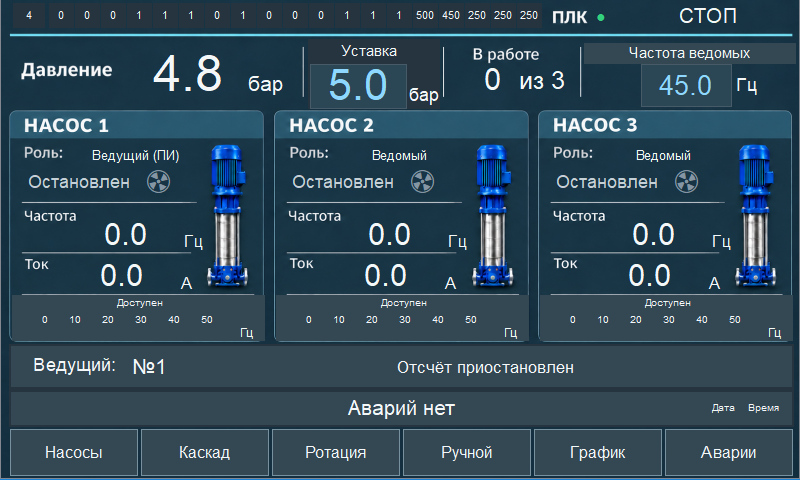 4 0 0 0 1 1 1 0 1 0 0 0 0 1 1 1 500 450 250 250 250 ПЛК СТОП
Давление 4.8 бар
Уставка
5.0 бар
В работе
0 из 3
Частота ведомых
45.0 Гц
НАСОС 1
Роль: Ведущий (ПИ)
Остановлен
Частота
0.0 Гц
Ток
0.0 А
Доступен
0 10 20 30 40 50
Гц
НАСОС 2
Роль: Ведомый
Остановлен
Частота
0.0 Гц
Ток
0.0 А
Доступен
0 10 20 30 40 50
Гц
НАСОС 3
Роль: Ведомый
Остановлен
Частота
0.0 Гц
Ток
0.0 А
Доступен
0 10 20 30 40 50
Гц
Ведущий: №1 Отсчёт приостановлен
Аварий нет Дата Время
Насосы Каскад Ротация Ручной График Аварии